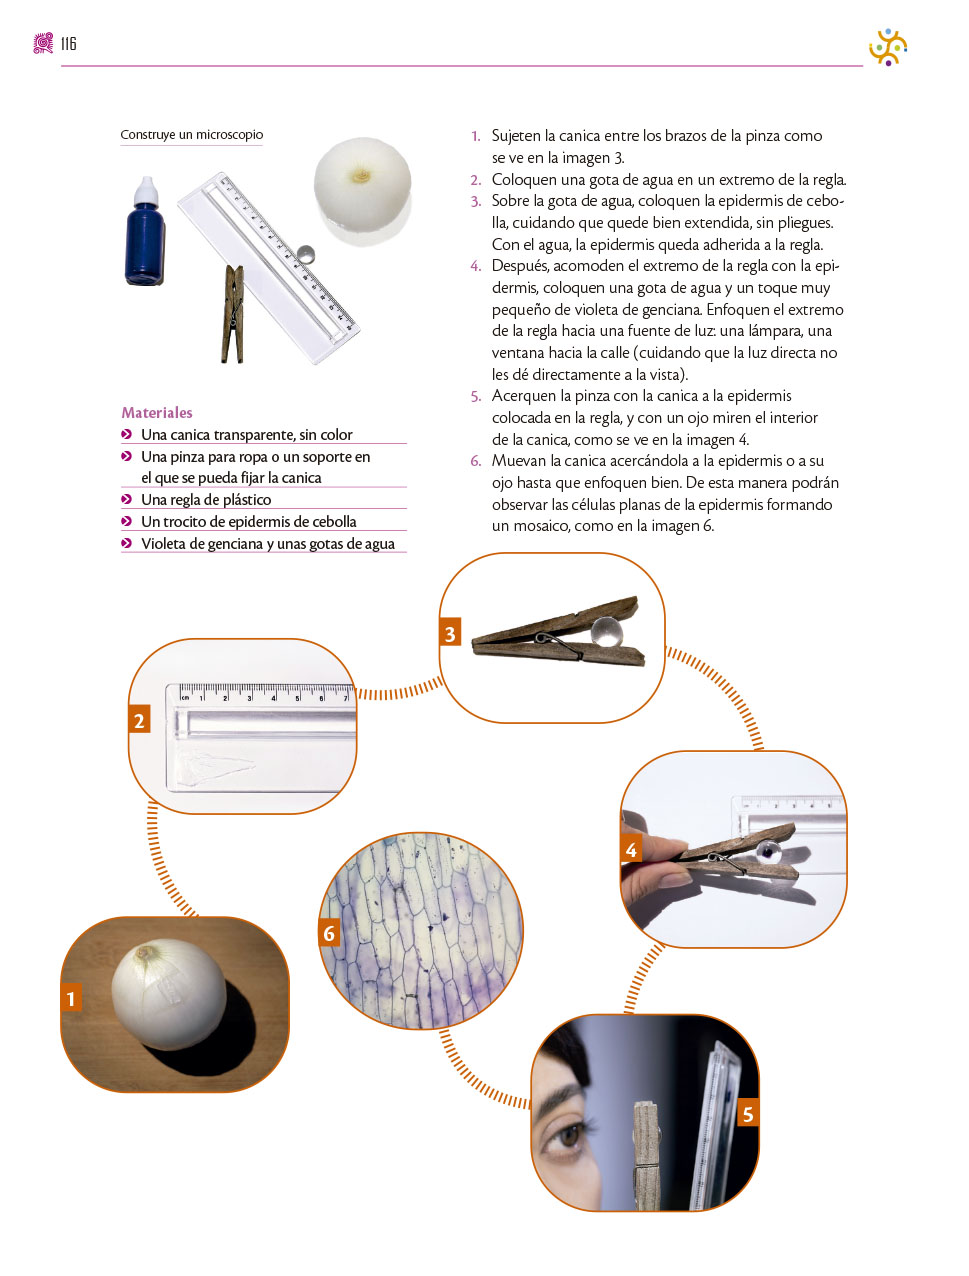 116
Construye un microscopio
Materiales
Una canica transparente, sin color
Una pinza para ropa o un soporte en
el que se pueda fijar la canica
Una regla de plástico
Un trocito de epidermis de cebolla
Violeta de genciana y unas gotas de agua
1. Sujeten la canica entre los brazos de la pinza como
se ve en la imagen 3.
2. Coloquen una gota de agua en un extremo de la regla.
3. Sobre la gota de agua, coloquen la epidermis de cebo-
lla, cuidando que quede bien extendida, sin pliegues.
Con el agua, la epidermis queda adherida a la regla.
4. Después, acomoden el extremo de la regla con la epi-
dermis, coloquen una gota de agua y un toque muy
pequeño de violeta de genciana. Enfoquen el extremo
de la regla hacia una fuente de luz: una lámpara, una
ventana hacia la calle (cuidando que la luz directa no
les dé directamente a la vista).
5. Acerquen la pinza con la canica a la epidermis
colocada en la regla, y con un ojo miren el interior
de la canica, como se ve en la imagen 4.
6. Muevan la canica acercándola a la epidermis o a su
ojo hasta que enfoquen bien. De esta manera podrán
observar las células planas de la epidermis formando
un mosaico, como en la imagen 6.
3
2
cm 1 2 3 4 5 6 7
4
6
1
5